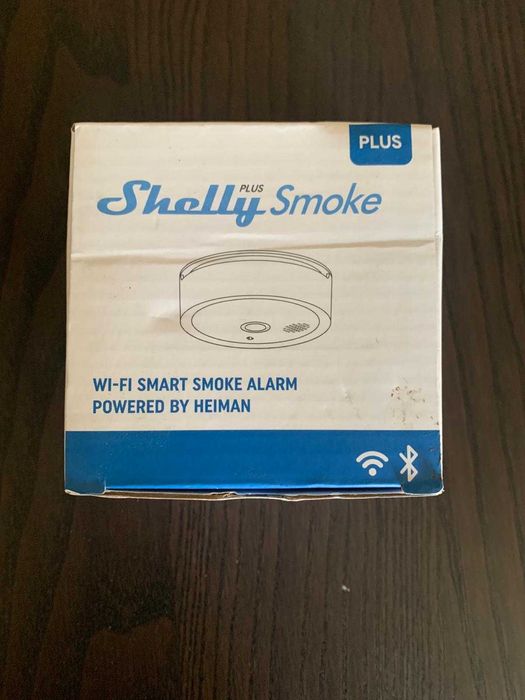 PLUS
Shelly PLUS Smoke
WI-FI SMART SMOKE ALARM
POWERED BY HEIMAN